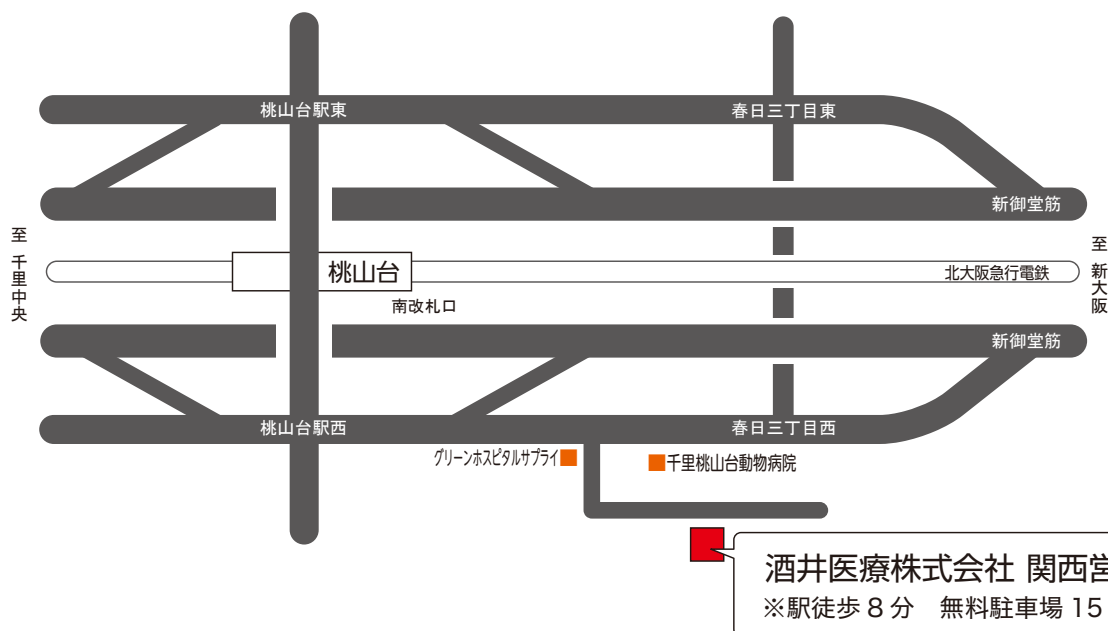 桃山台駅東
春日三丁目東
新御堂筋
至 千里中央
桃山台
北大阪急行電鉄
至 新大阪
南改札口
新御堂筋
桃山台駅西
春日三丁目西
グリーンホスピタルサプライ
千里桃山台動物病院
酒井医療株式会社 関西営
※駅徒歩8分　無料駐車場15